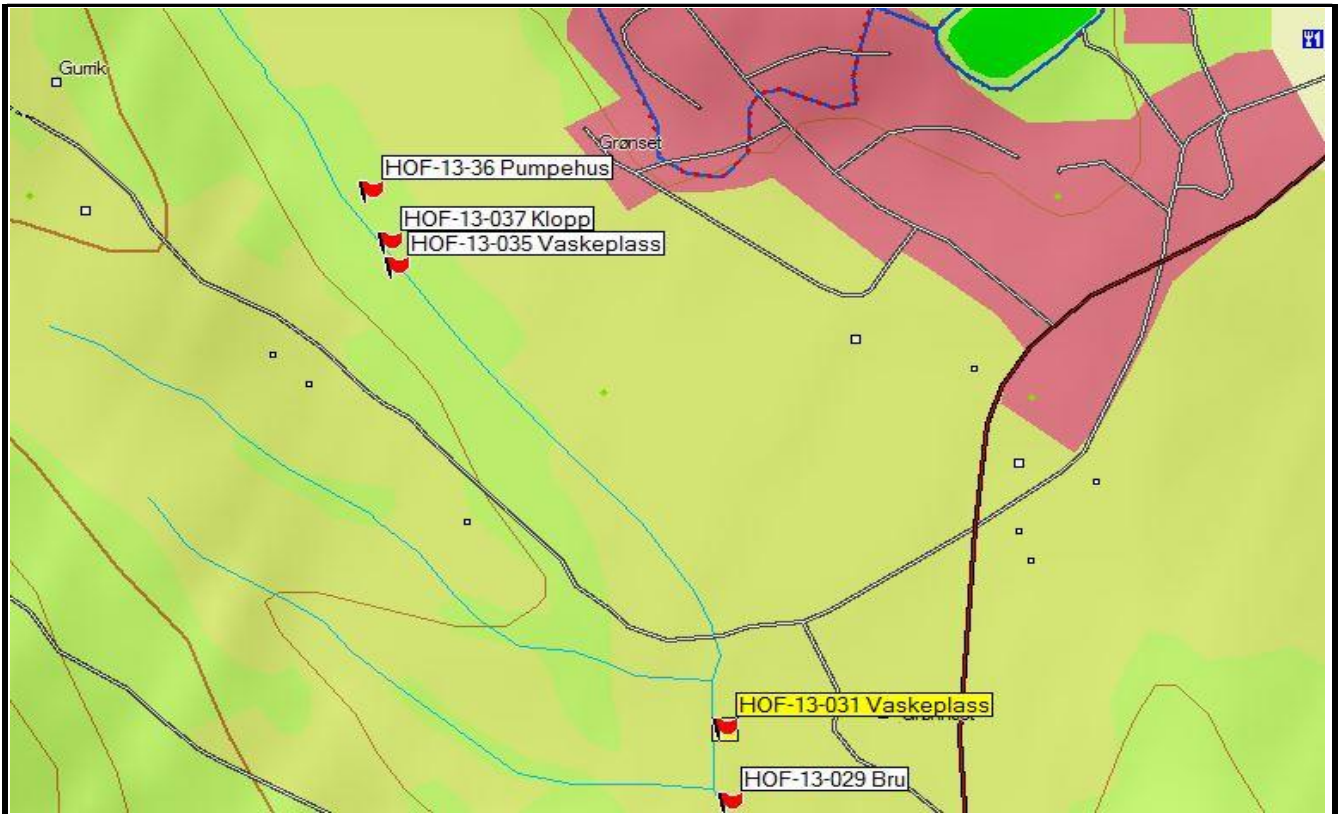 Gurrik
Grønset
HOF-13-36 Pumpehus
HOF-13-037 Klopp
HOF-13-035 Vaskeplass
HOF-13-031 Vaskeplass
HOF-13-029 Bru